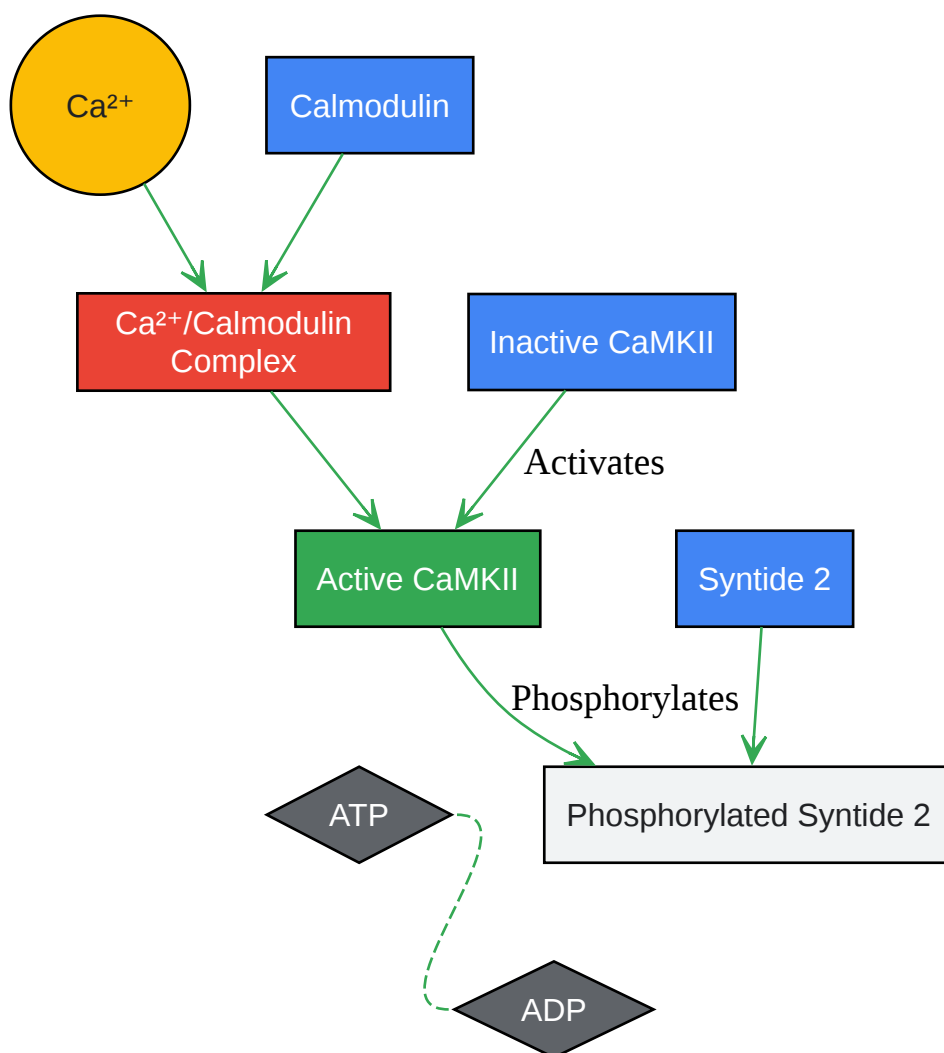 Ca²⁺
Calmodulin
Ca²⁺/Calmodulin
Complex
Inactive CaMKII
Activates
Active CaMKII
Syntide 2
Phosphorylates
ATP
Phosphorylated Syntide 2
ADP